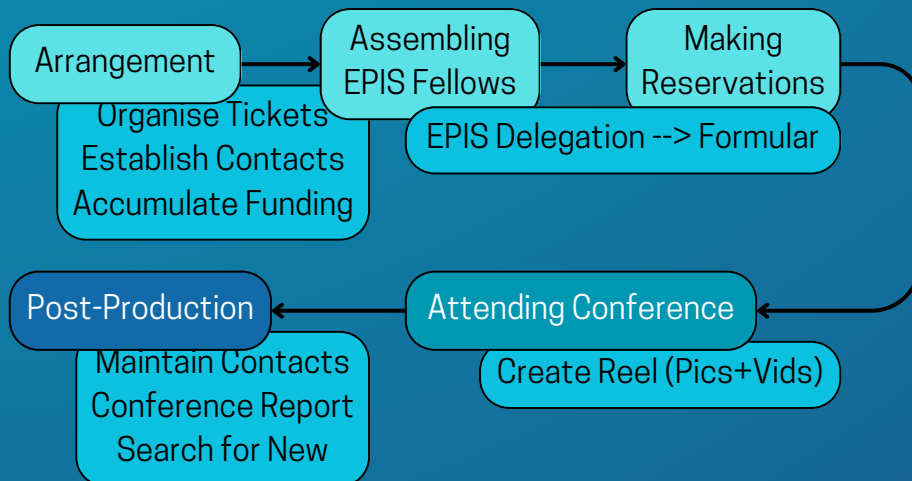 Arrangement
Organise Tickets
Establish Contacts
Accumulate Funding
Assembling
EPIS Fellows
Making
Reservations
EPIS Delegation --> Formular
Attending Conference
Create Reel (Pics+Vids)
Post-Production
Maintain Contacts
Conference Report
Search for New